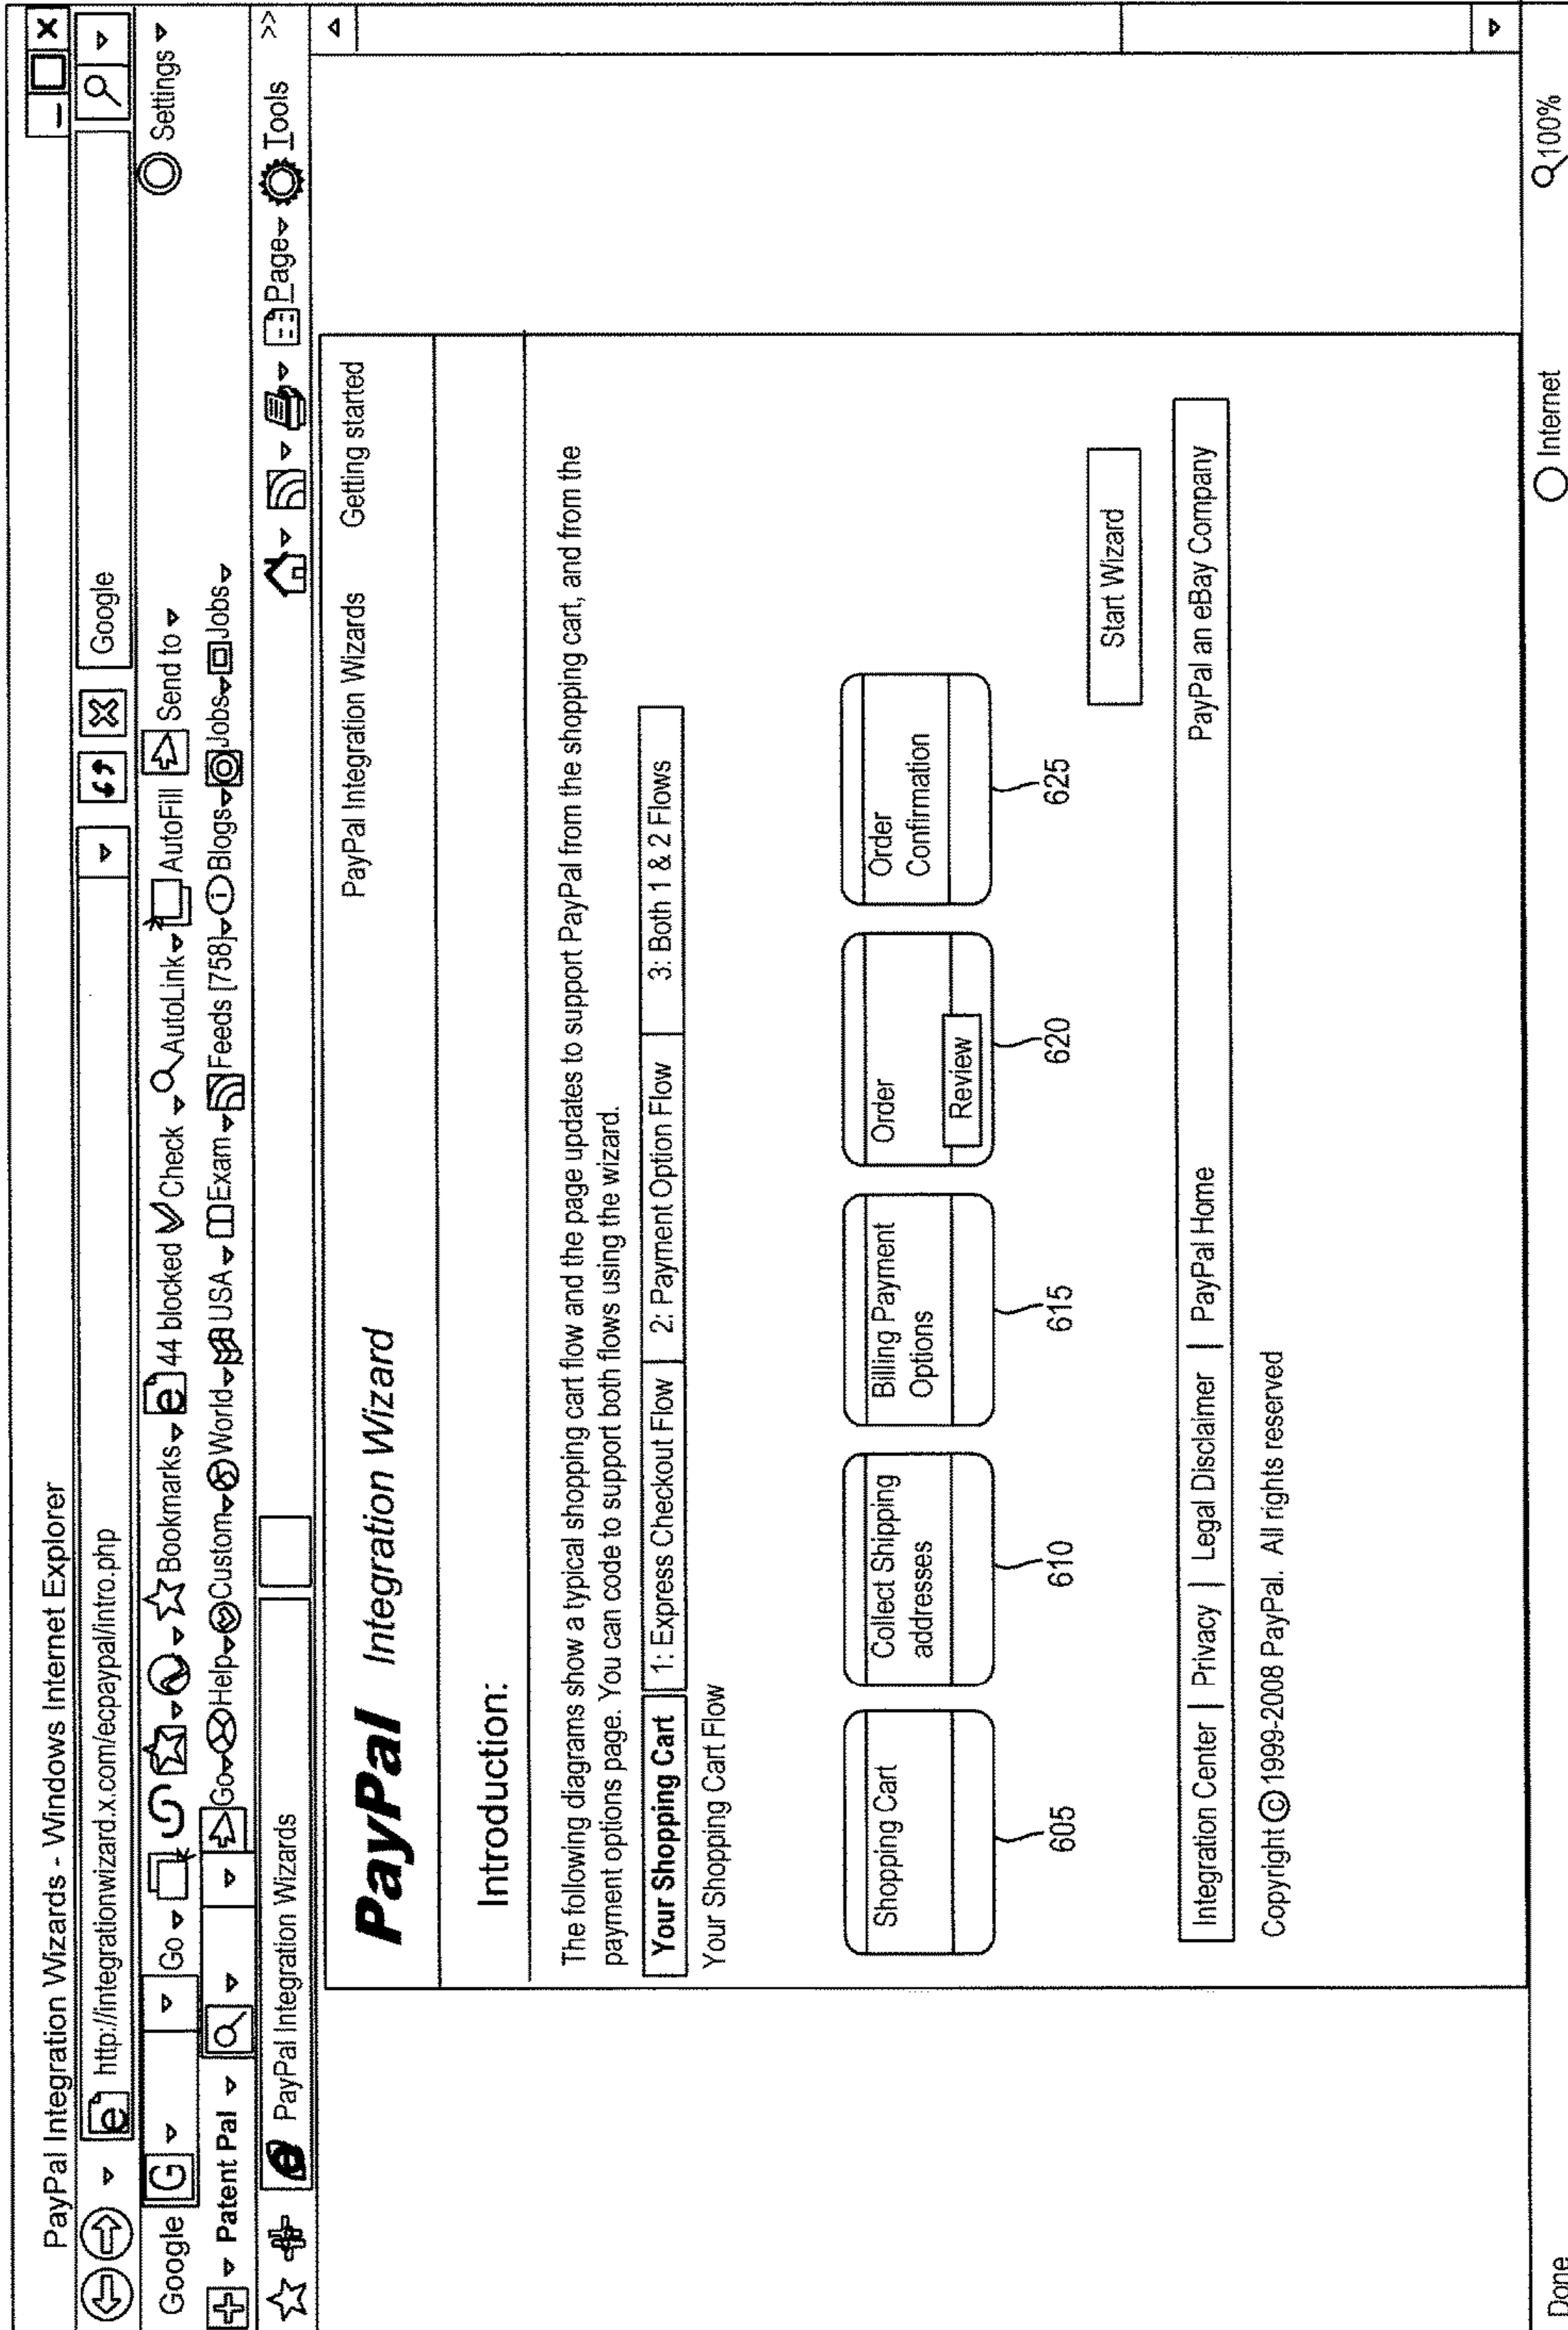 PayPal Integration Wizards - Windows Internet Explorer
http://integrationwizard.x.com/ecpaypal/intro.php
Google
Google G Go Bookmarks 44 blocked Check AutoLink AutoFill Send to Settings
Patent Pal Go Help Custom World USA Exam Feeds [758] Blogs Jobs Jobs
PayPal Integration Wizards Page Tools >>
PayPal Integration Wizards Getting started
PayPal Integration Wizard
Introduction:
The following diagrams show a typical shopping cart flow and the page updates to support PayPal from the shopping cart, and from the
payment options page. You can code to support both flows using the wizard.
Your Shopping Cart 1: Express Checkout Flow 2: Payment Option Flow 3: Both 1 & 2 Flows
Your Shopping Cart Flow
Shopping Cart
605
Collect Shipping
addresses
610
Billing Payment
Options
615
Order
Review
620
Order
Confirmation
625
Start Wizard
Integration Center | Privacy | Legal Disclaimer | PayPal Home PayPal an eBay Company
Copyright © 1999-2008 PayPal. All rights reserved
Done Internet 100%